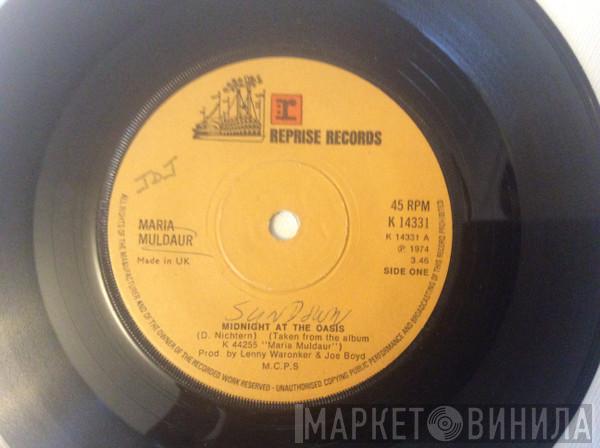 r
REPRISE RECORDS
JDJ
MARIA
MULDAUR
Made in UK
45 RPM
K 14331
K 14331 A
℗ 1974
3.46
SIDE ONE
Sundown
MIDNIGHT AT THE OASIS
(D. Nichtern) (Taken from the album
K 44255 "Maria Muldaur")
Prod. by Lenny Waronker & Joe Boyd
M.C.P.S
ALL RIGHTS OF THE MANUFACTURER AND OF THE OWNER OF THE RECORDED WORK RESERVED - UNAUTHORISED COPYING PUBLIC PERFORMANCE AND BROADCASTING OF THIS RECORD PROHIBITED
МАРКЕТ ВИНИЛА